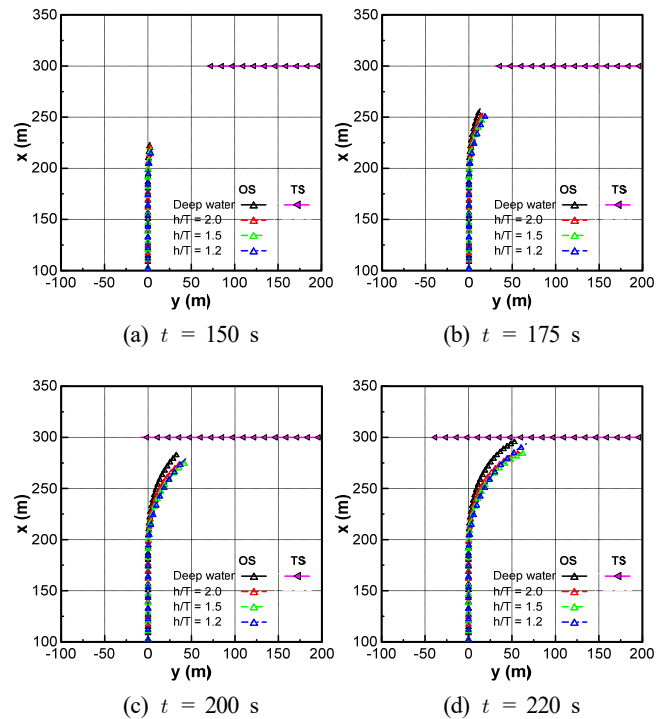 350
300
250
200
150
100
x (m)
-100 -50 0 50 100 150 200
y (m)
OS TS
Deep water
h/T = 2.0
h/T = 1.5
h/T = 1.2
(a) t = 150 s
350
300
250
200
150
100
x (m)
-100 -50 0 50 100 150 200
y (m)
OS TS
Deep water
h/T = 2.0
h/T = 1.5
h/T = 1.2
(b) t = 175 s
350
300
250
200
150
100
x (m)
-100 -50 0 50 100 150 200
y (m)
OS TS
Deep water
h/T = 2.0
h/T = 1.5
h/T = 1.2
(c) t = 200 s
350
300
250
200
150
100
x (m)
-100 -50 0 50 100 150 200
y (m)
OS TS
Deep water
h/T = 2.0
h/T = 1.5
h/T = 1.2
(d) t = 220 s